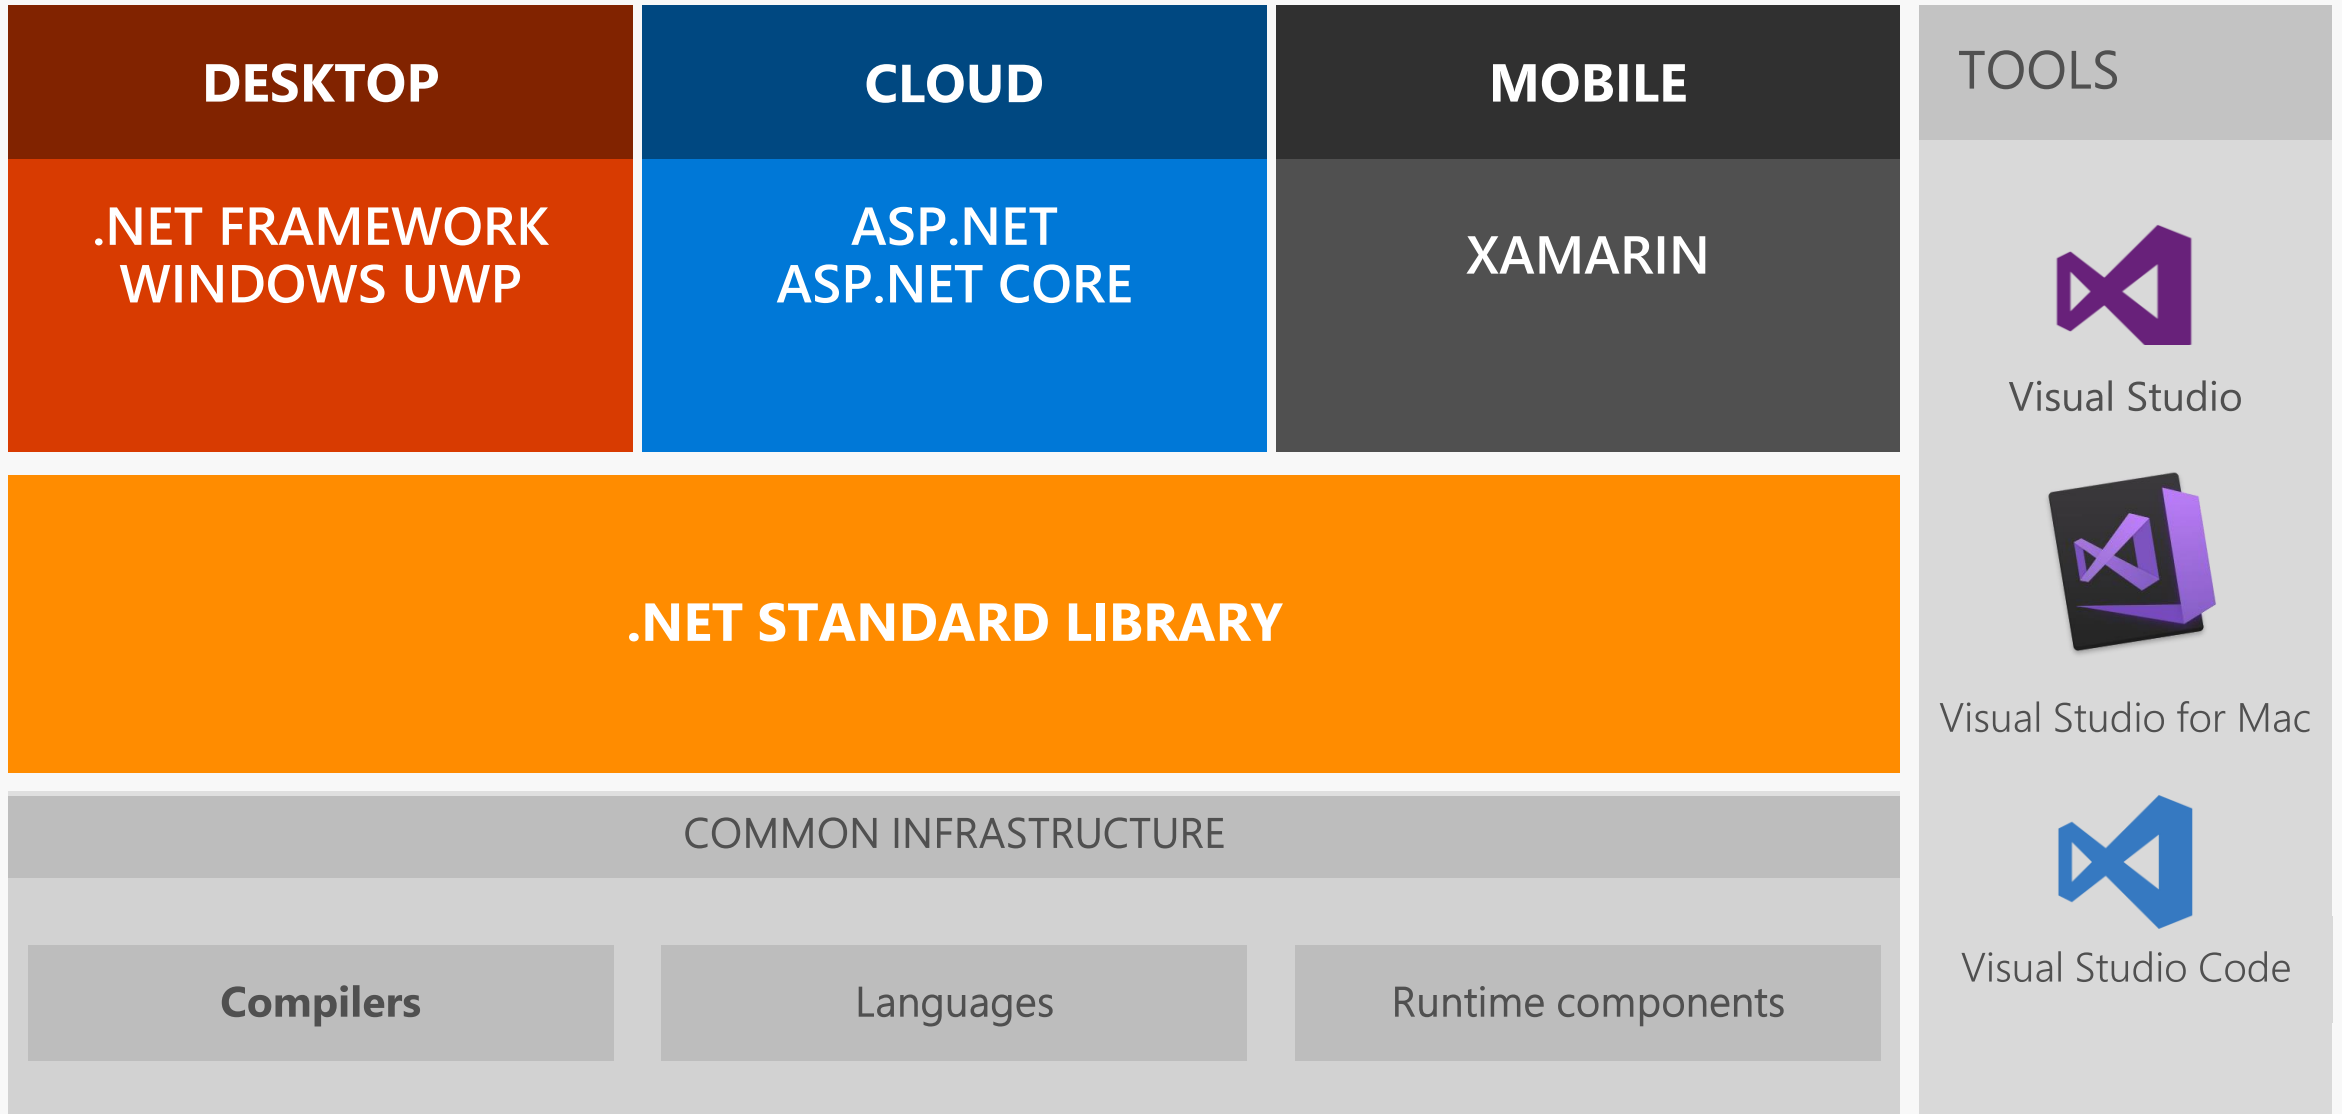 DESKTOP
.NET FRAMEWORK
WINDOWS UWP
CLOUD
ASP.NET
ASP.NET CORE
MOBILE
XAMARIN
.NET STANDARD LIBRARY
COMMON INFRASTRUCTURE
Compilers
Languages
Runtime components
TOOLS
Visual Studio
Visual Studio for Mac
Visual Studio Code